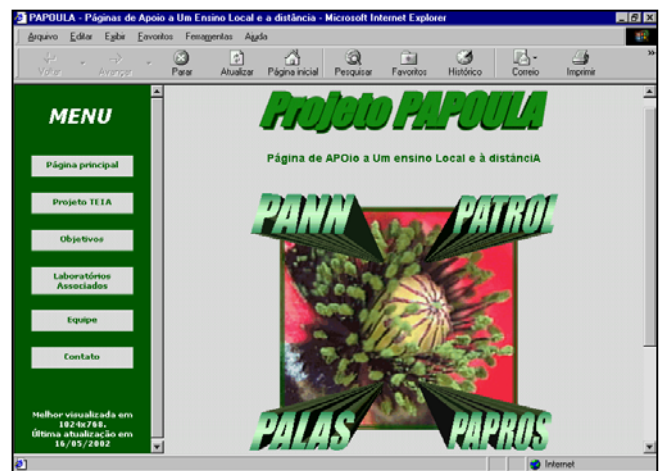 PAPOULA - Páginas de Apoio a Um Ensino Local e a distância - Microsoft Internet Explorer
Arquivo Editar Exibir Favoritos Ferramentas Ajuda
Voltar Avançar Parar Atualizar Página inicial Pesquisar Favoritos Histórico Correio Imprimir
MENU
Página principal
Projeto TEIA
Objetivos
Laboratórios
Associados
Equipe
Contato
Melhor visualizada em
1024x768.
Última atualização em
16/05/2002
Projeto PAPOULA
Página de APOio a Um ensino Local e à distânciA
PANN PATROL
PALAS PAPROS
Internet